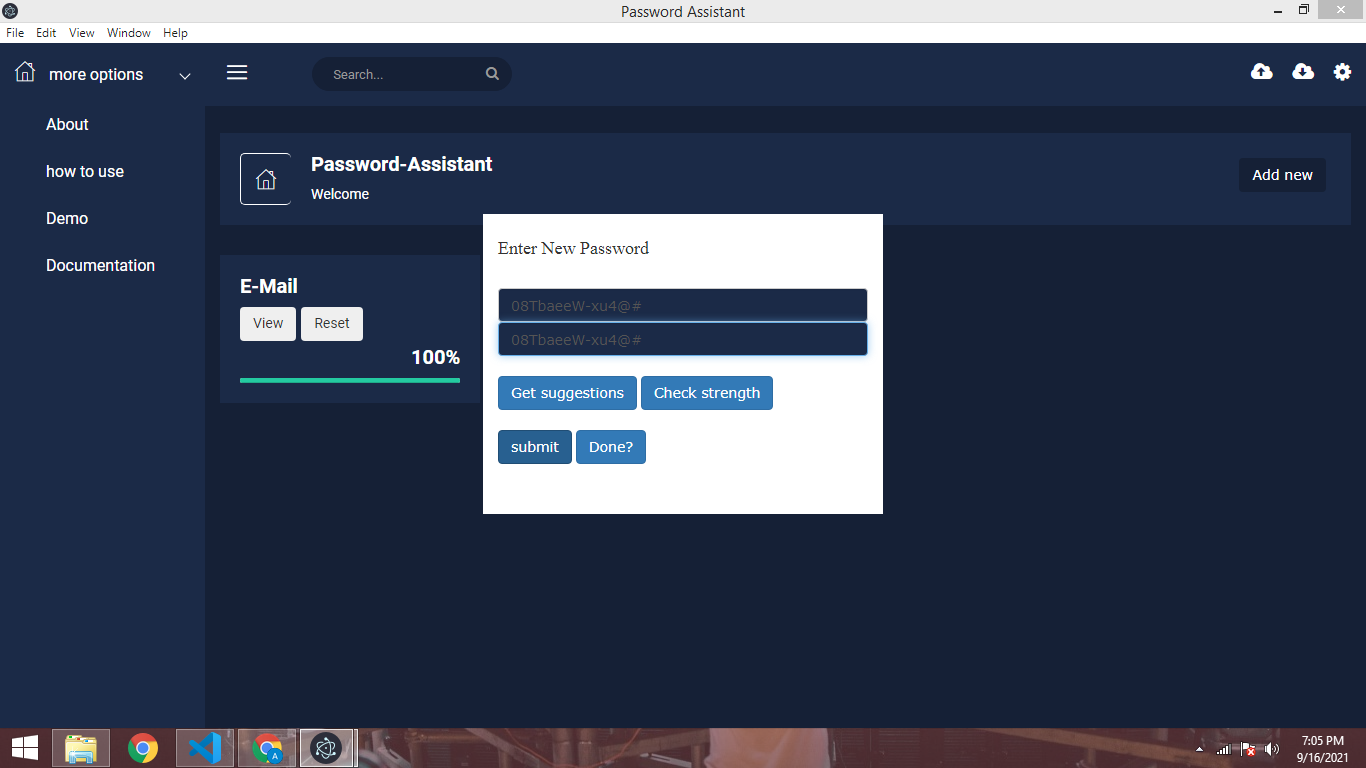 Password Assistant
File Edit View Window Help
more options
Search...
About
how to use
Demo
Documentation
Password-Assistant
Welcome
Add new
E-Mail
View Reset
100%
Enter New Password
08TbaeeW-xu4@#
08TbaeeW-xu4@#
Get suggestions Check strength
submit Done?
A
7:05 PM
9/16/2021